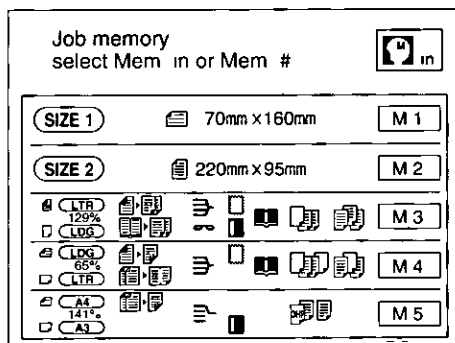 Job memory
select Mem in or Mem #
M in
SIZE 1 70mm×160mm M 1
SIZE 2 220mm×95mm M 2
LTR
129%
LDG
M 3
LDG
65%
LTR
M 4
A4
141%
A3
OHP
M 5